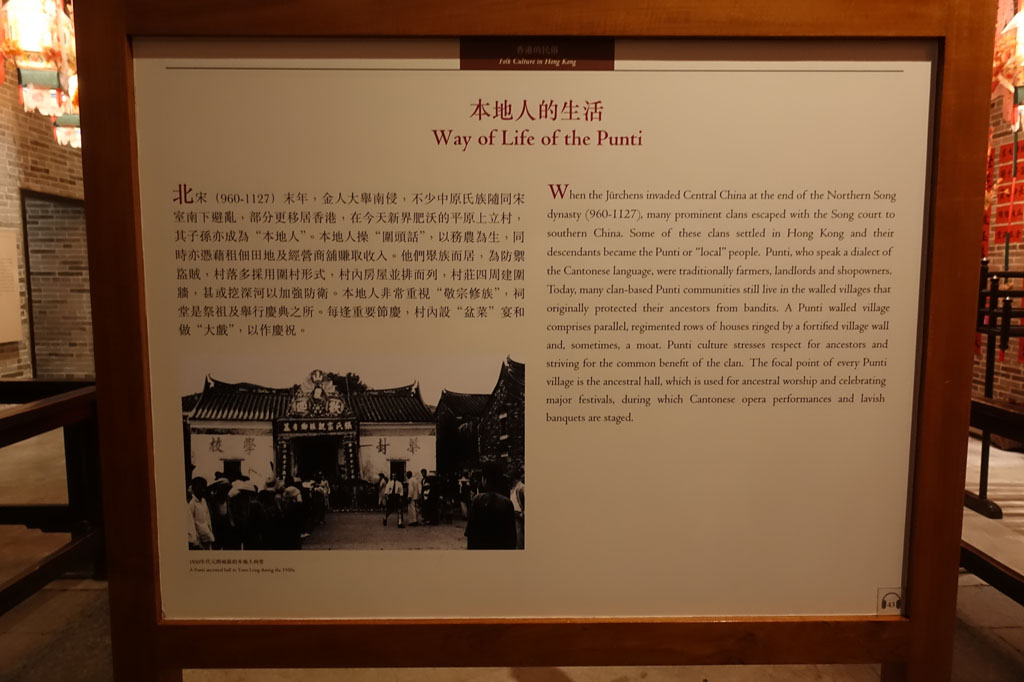 香港的民俗
Folk Culture in Hong Kong
本地人的生活
Way of Life of the Punti
北宋（960-1127）末年，金人大舉南侵，不少中原氏族隨同宋
室南下避亂，部分更移居香港，在今天新界肥沃的平原上立村，
其子孫亦成為“本地人”。本地人操“圍頭話”，以務農為生，同
時亦憑藉租佃田地及經營商舖賺取收入。他們聚族而居，為防禦
盜賊，村落多採用圍村形式，村內房屋並排而列，村莊四周建圍
牆，甚或挖深河以加強防衛。本地人非常重視“敬宗修族”，祠
堂是祭祖及舉行慶典之所。每逢重要節慶，村內設“盆菜”宴和
做“大戲”，以作慶祝。
When the Jürchens invaded Central China at the end of the Northern Song
dynasty (960-1127), many prominent clans escaped with the Song court to
southern China. Some of these clans settled in Hong Kong and their
descendants became the Punti or "local" people. Punti, who speak a dialect of
the Cantonese language, were traditionally farmers, landlords and shopowners.
Today, many clan-based Punti communities still live in the walled villages that
originally protected their ancestors from bandits. A Punti walled village
comprises parallel, regimented rows of houses ringed by a fortified village wall
and, sometimes, a moat. Punti culture stresses respect for ancestors and
striving for the common benefit of the clan. The focal point of every Punti
village is the ancestral hall, which is used for ancestral worship and celebrating
major festivals, during which Cantonese opera performances and lavish
banquets are staged.
校 學
封
A Punti ancestral hall in Yuen Long during the 1930s.
43